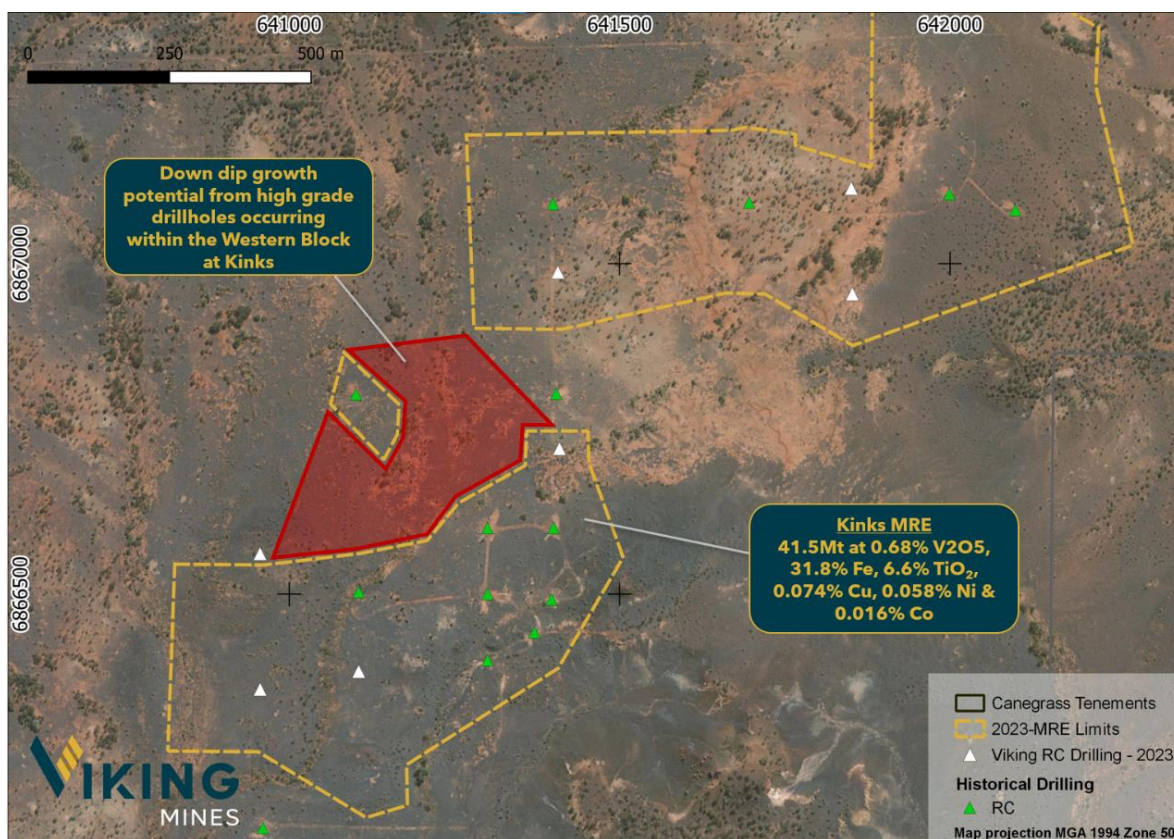 641000
641500
642000
0
250
500 m
Down dip growth
potential from high grade
drillholes occurring
within the Western Block
at Kinks
6867000
Kinks MRE
41.5Mt at 0.68% V2O5,
31.8% Fe, 6.6% TiO₂,
0.074% Cu, 0.058% Ni &
0.016% Co
6866500
Canegrass Tenements
2023-MRE Limits
Viking RC Drilling - 2023
Historical Drilling
RC
Map projection MGA 1994 Zone 50
VIKING
MINES